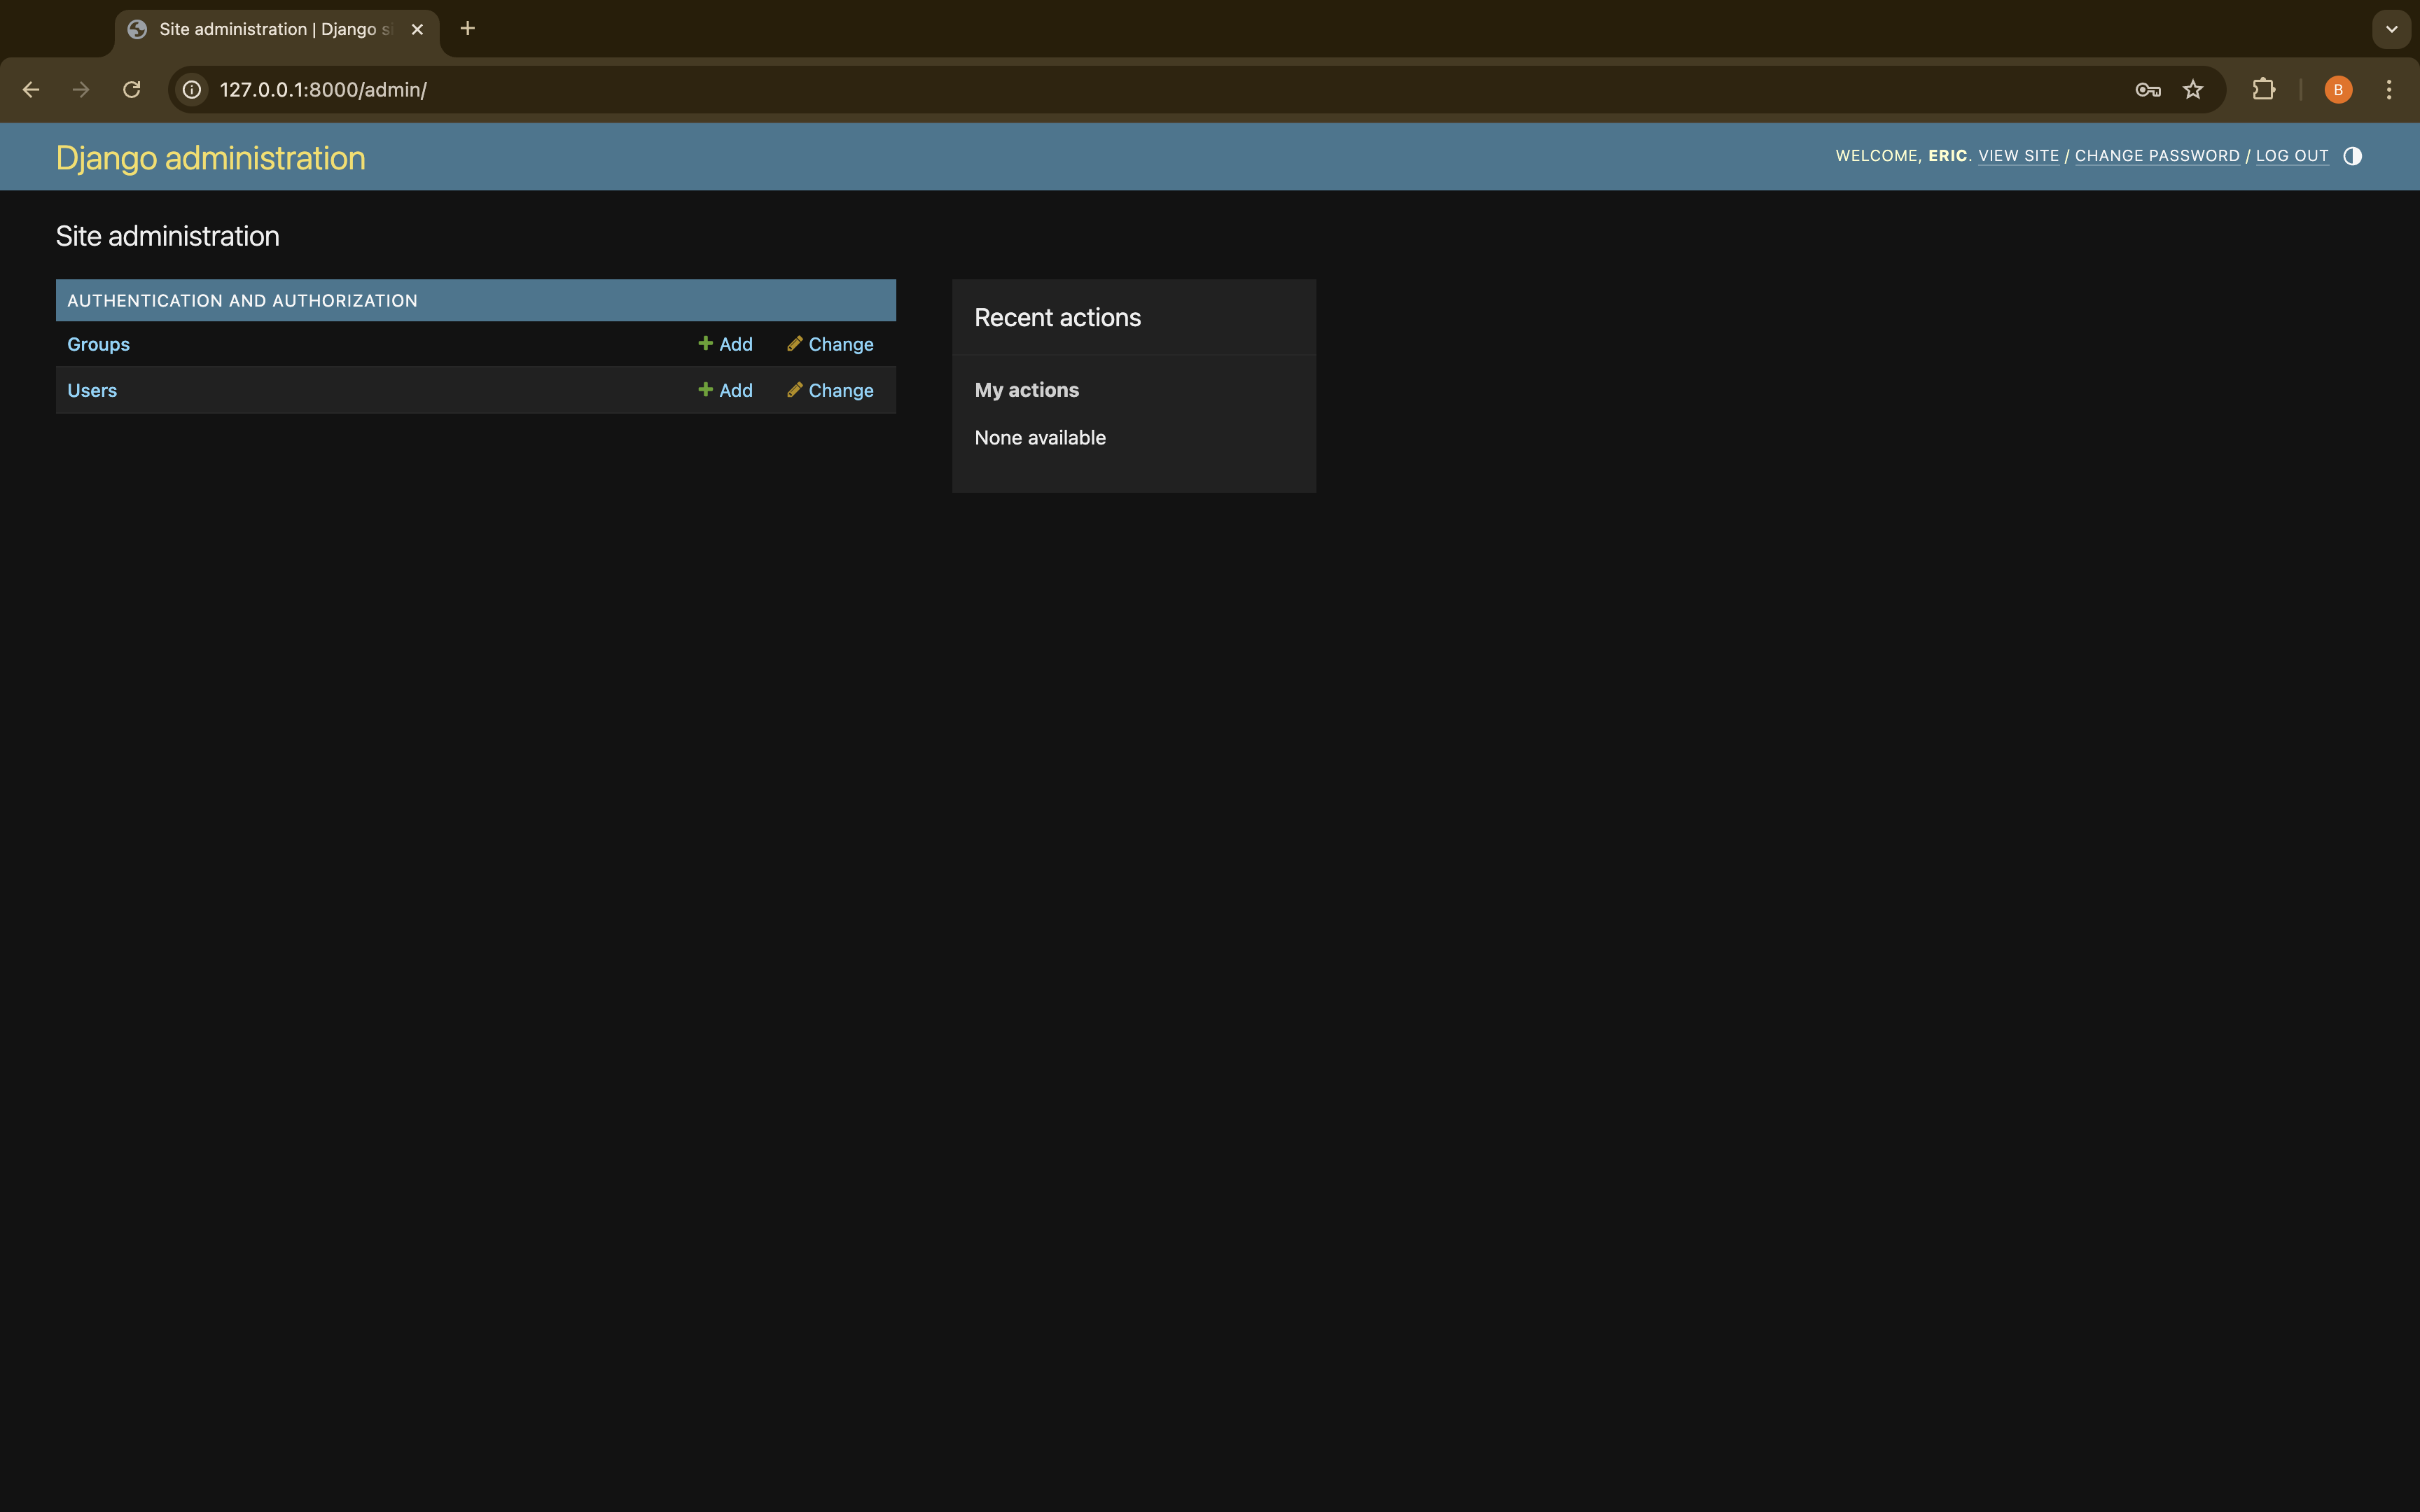 Site administration | Django s
127.0.0.1:8000/admin/
B
Django administration
WELCOME, ERIC. VIEW SITE / CHANGE PASSWORD / LOG OUT
Site administration
AUTHENTICATION AND AUTHORIZATION
Groups Add Change
Users Add Change
Recent actions
My actions
None available